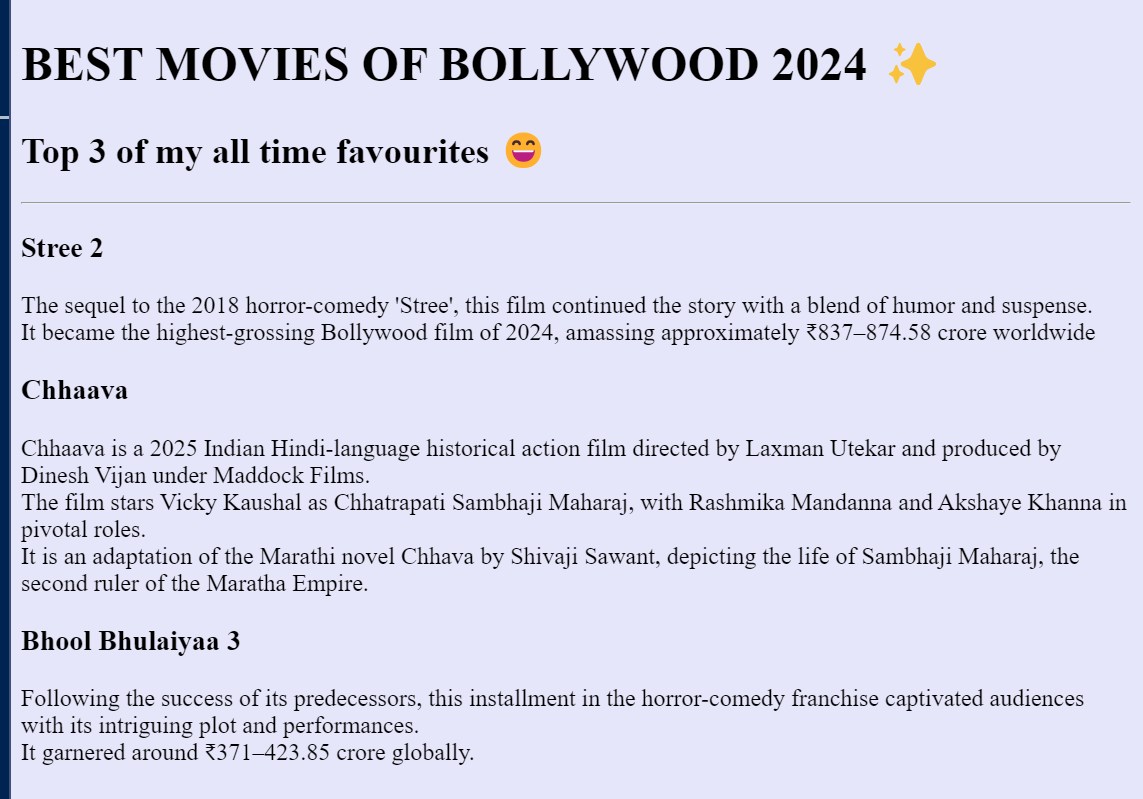 BEST MOVIES OF BOLLYWOOD 2024 ✨
Top 3 of my all time favourites 😄
Stree 2
The sequel to the 2018 horror-comedy 'Stree', this film continued the story with a blend of humor and suspense.
It became the highest-grossing Bollywood film of 2024, amassing approximately ₹837–874.58 crore worldwide
Chhaava
Chhaava is a 2025 Indian Hindi-language historical action film directed by Laxman Utekar and produced by
Dinesh Vijan under Maddock Films.
The film stars Vicky Kaushal as Chhatrapati Sambhaji Maharaj, with Rashmika Mandanna and Akshaye Khanna in
pivotal roles.
It is an adaptation of the Marathi novel Chhava by Shivaji Sawant, depicting the life of Sambhaji Maharaj, the
second ruler of the Maratha Empire.
Bhool Bhulaiyaa 3
Following the success of its predecessors, this installment in the horror-comedy franchise captivated audiences
with its intriguing plot and performances.
It garnered around ₹371–423.85 crore globally.